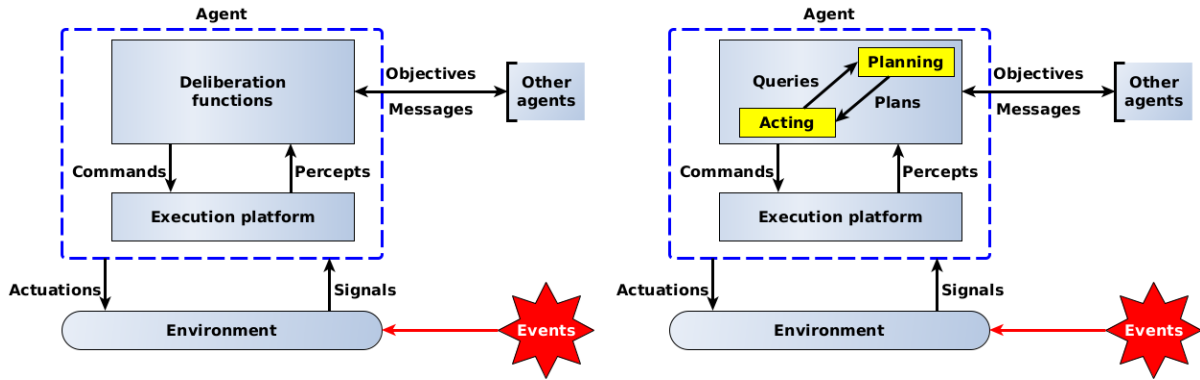 Agent
Deliberation
functions
Objectives
Messages
Other
agents
Commands
Percepts
Execution platform
Actuations
Signals
Environment
Events
Agent
Planning
Queries
Plans
Acting
Objectives
Messages
Other
agents
Commands
Percepts
Execution platform
Actuations
Signals
Environment
Events